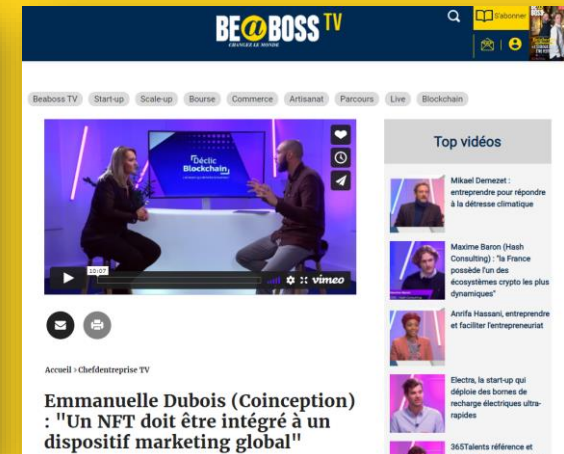 BE@BOSS TV
CHANGER LE MONDE
S'abonner
Beaboss TV Start-up Scale-up Bourse Commerce Artisanat Parcours Live Blockchain
Déclic
Blockchain
10:07
vimeo
Accueil > Chefdentreprise TV
Emmanuelle Dubois (Coinception)
: "Un NFT doit être intégré à un
dispositif marketing global"
Top vidéos
Mikael Demezet :
entreprendre pour répondre
à la détresse climatique
Maxime Baron (Hash
Consulting) : "la France
possède l'un des
écosystèmes crypto les plus
dynamiques"
Anrifa Hassani, entreprendre
et faciliter l'entrepreneuriat
Electra, la start-up qui
déploie des bornes de
recharge électriques ultra-
rapides
365Talents référence et